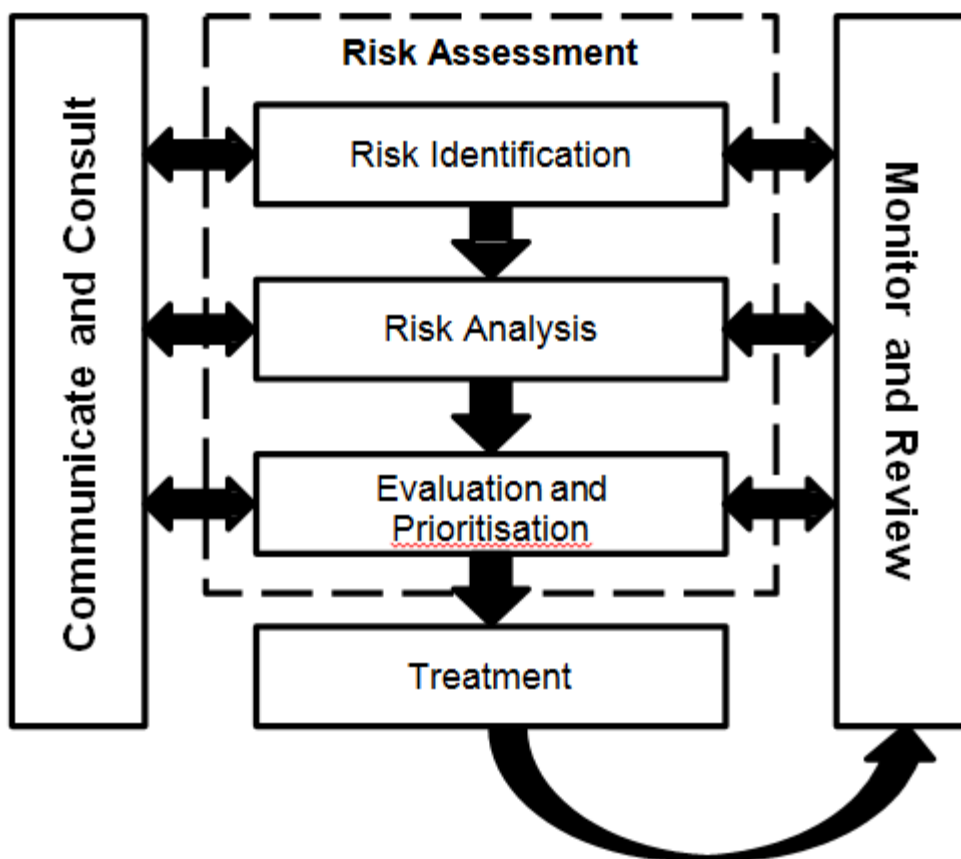 Risk Assessment
Communicate and Consult
Risk Identification
Risk Analysis
Evaluation and
Prioritisation
Treatment
Monitor and Review